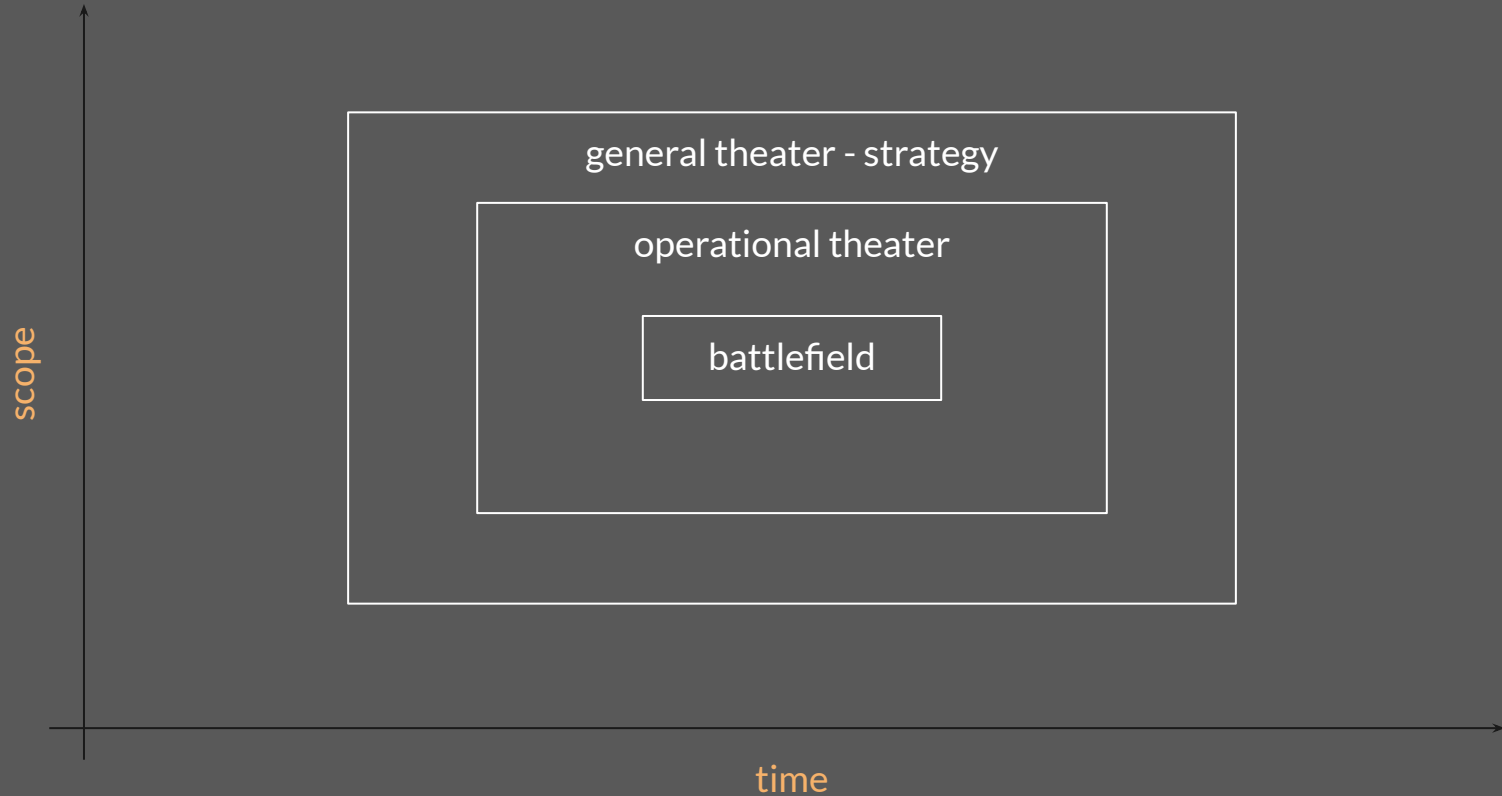 general theater - strategy
operational theater
battlefield
scope
time